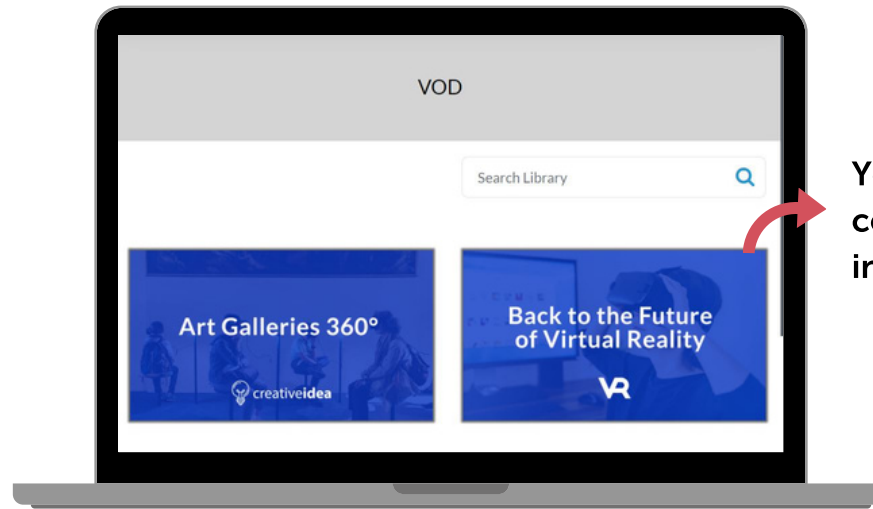 VOD
Search Library
Art Galleries 360°
creativeidea
Back to the Future
of Virtual Reality
VR